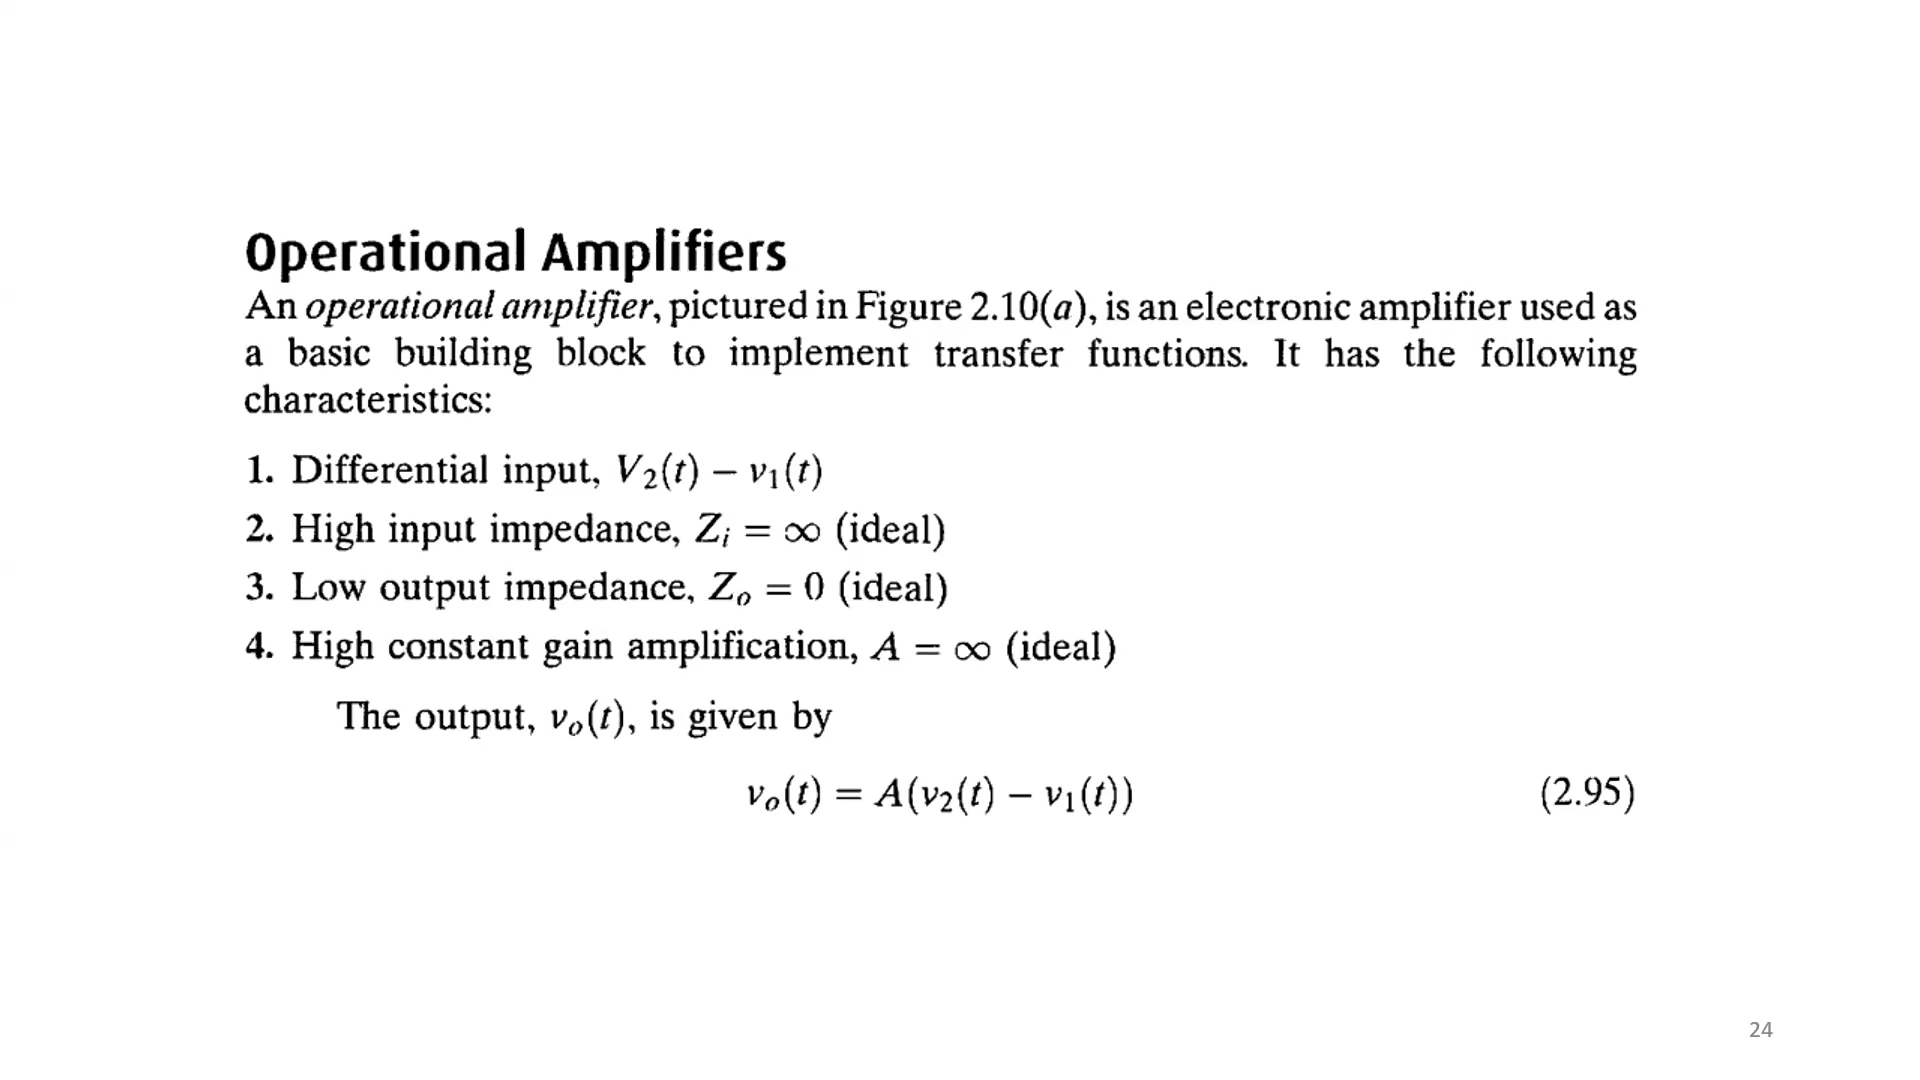 Operational Amplifiers
An operational amplifier, pictured in Figure 2.10(a), is an electronic amplifier used as
a basic building block to implement transfer functions. It has the following
characteristics:
1. Differential input, V₂(t) − v₁(t)
2. High input impedance, Zᵢ = ∞ (ideal)
3. Low output impedance, Zₒ = 0 (ideal)
4. High constant gain amplification, A = ∞ (ideal)
The output, vₒ(t), is given by
vₒ(t) = A(v₂(t) − v₁(t)) (2.95)
24